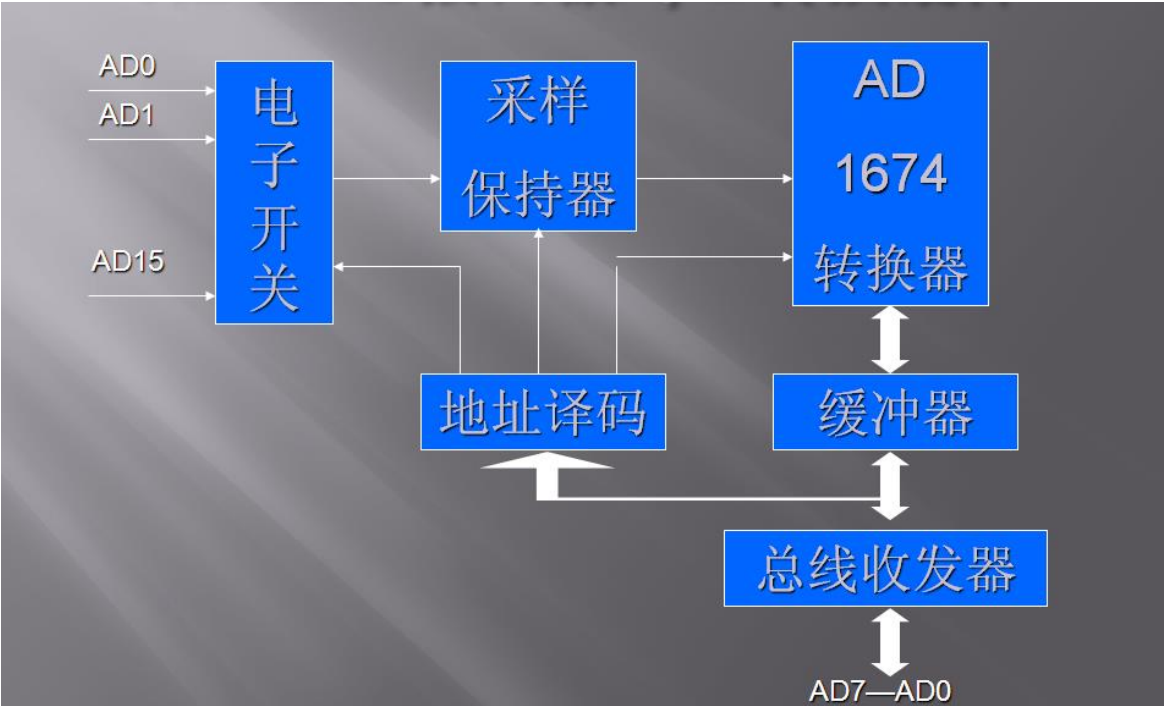 AD0
AD1
AD15
电
子
开
关
采样
保持器
AD
1674
转换器
地址译码
缓冲器
总线收发器
AD7—AD0